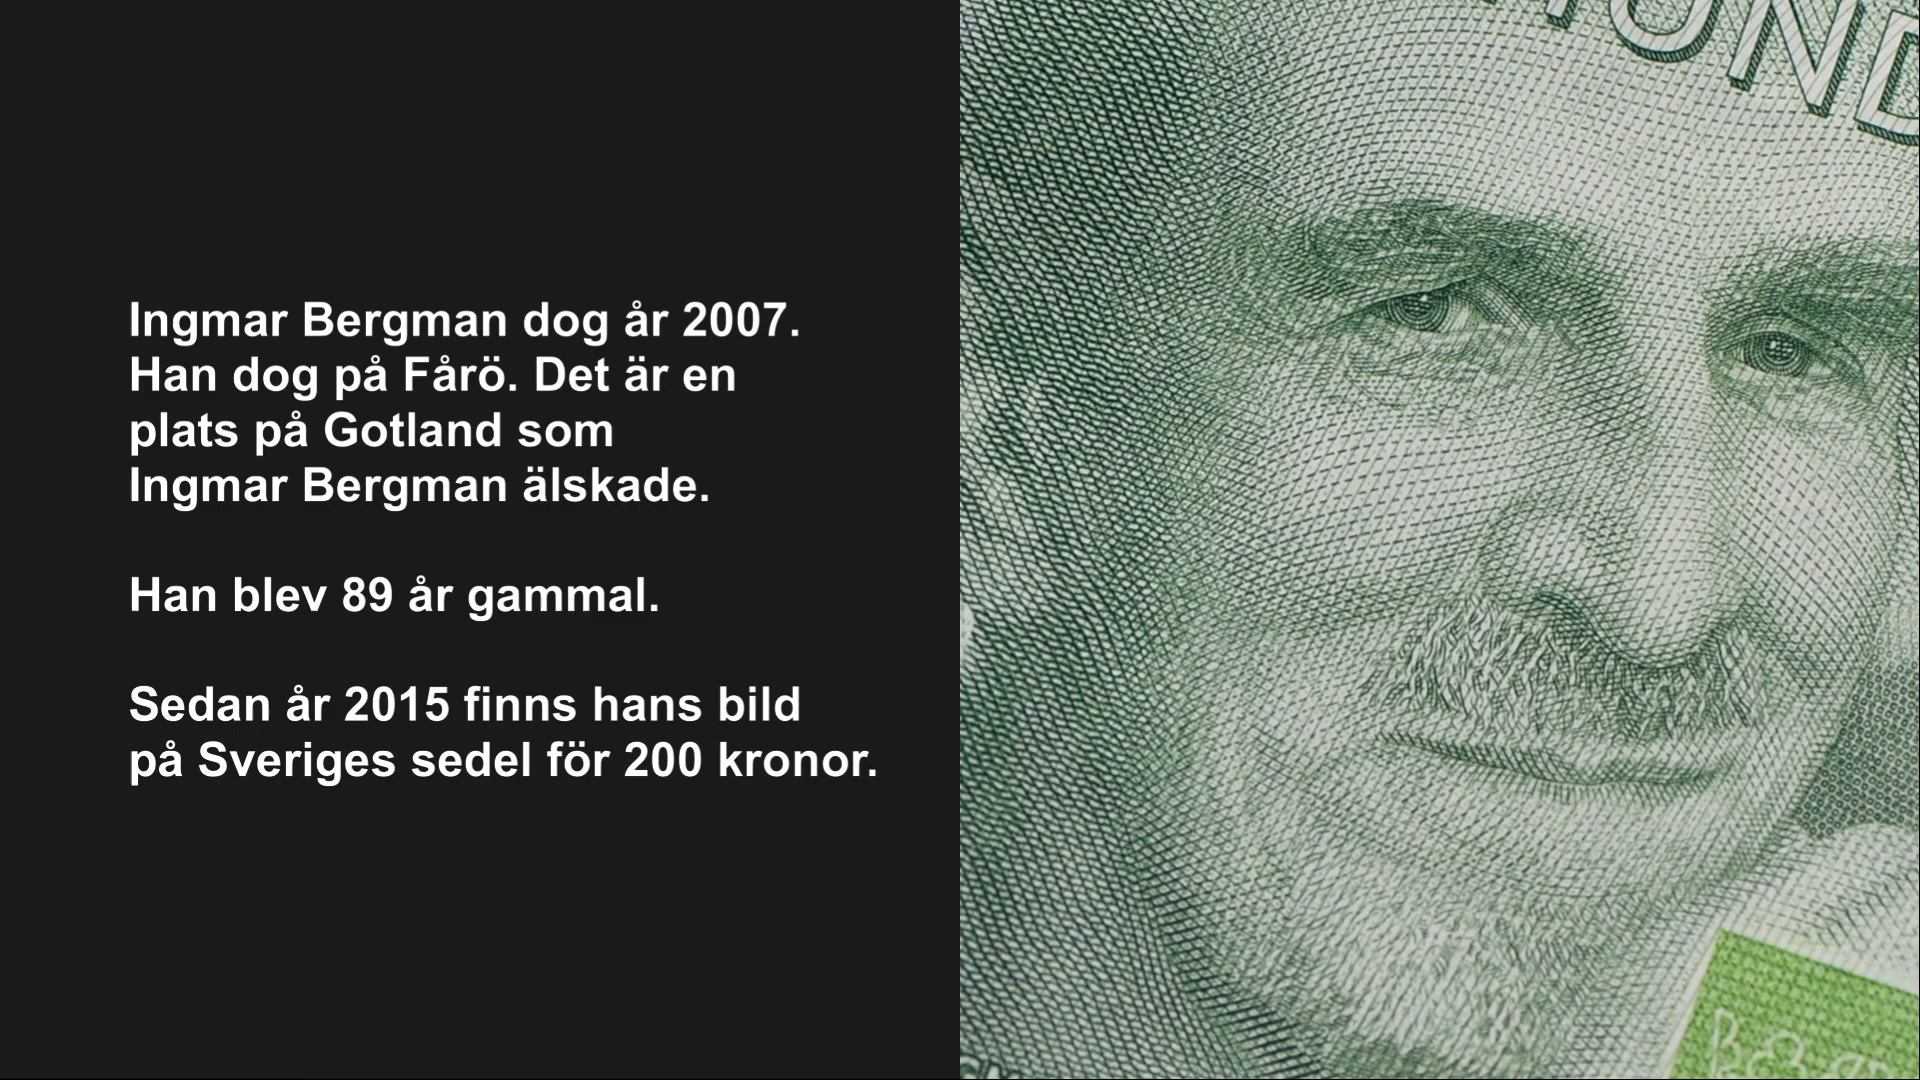 Ingmar Bergman dog år 2007.
Han dog på Fårö. Det är en
plats på Gotland som
Ingmar Bergman älskade.
Han blev 89 år gammal.
Sedan år 2015 finns hans bild
på Sveriges sedel för 200 kronor.